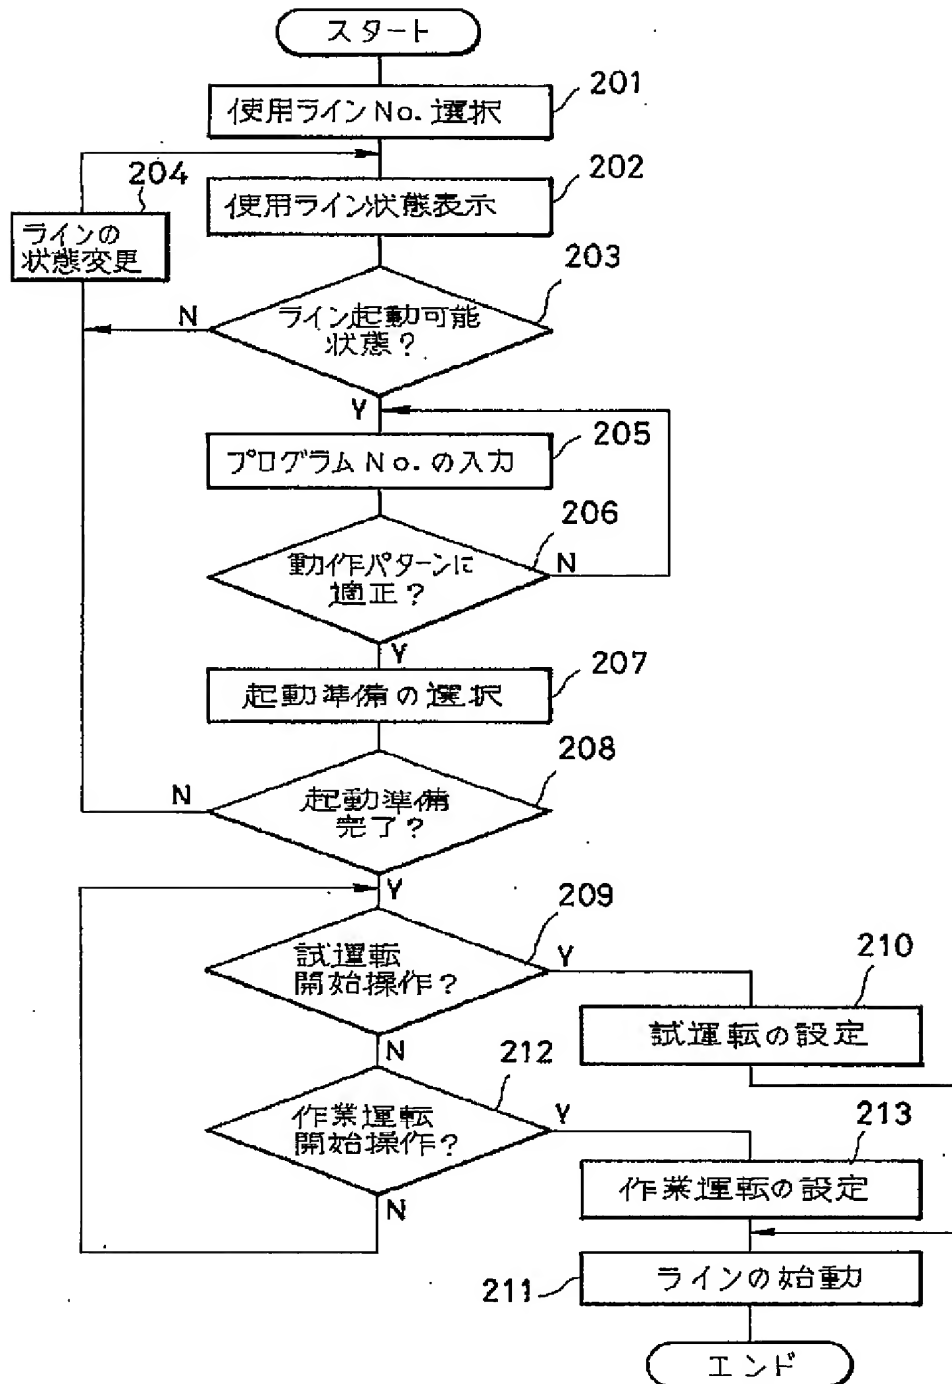 スタート
201
使用ラインNo.選択
204
202
使用ライン状態表示
ラインの
状態変更
203
N
ライン起動可能
状態?
Y
205
プログラムNo.の入力
206
動作パターンに
適正?
N
Y
207
起動準備の選択
208
N
起動準備
完了?
Y
209
試運転
開始操作?
Y
210
試運転の設定
N
212
作業運転
開始操作?
Y
213
作業運転の設定
N
211
ラインの始動
エンド